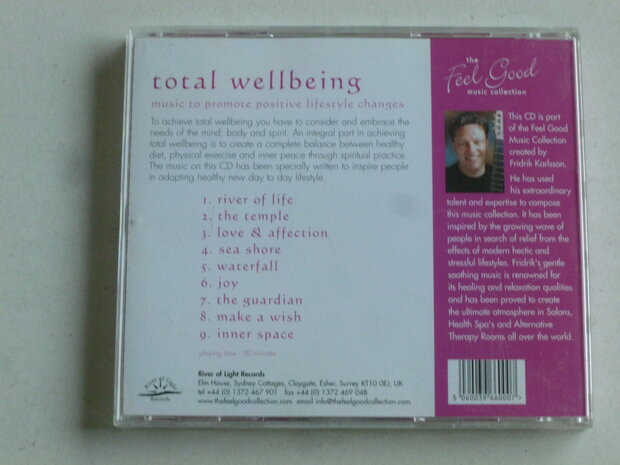 total wellbeing
music to promote positive lifestyle changes
To achieve total wellbeing you have to consider and embrace the
needs of the mind, body and spirit. An integral part in achieving
total wellbeing is to create a complete balance between healthy
diet, physical exercise and inner peace through spiritual practice.
The music on this CD has been specially written to inspire people
in adopting healthy new day to day lifestyle.
1. river of life
2. the temple
3. love & affection
4. sea shore
5. waterfall
6. joy
7. the guardian
8. make a wish
9. inner space
playing time - 50 minutes
River of Light
Records
River of Light Records
Elm House, Sydney Cottages, Claygate, Esher, Surrey KT10 0EJ, UK
tel +44 (0) 1372 467 901 fax +44 (0) 1372 469 048
www.thefeelgoodcollection.com email info@thefeelgoodcollection.com
the
Feel Good
music collection
This CD is part
of the Feel Good
Music Collection
created by
Fridrik Karlsson.
He has used
his extraordinary
talent and expertise to compose
this music collection. It has been
inspired by the growing wave of
people in search of relief from the
effects of modern hectic and
stressful lifestyles. Fridrik's gentle
soothing music is renowned for
its healing and relaxation qualities
and has been proved to create
the ultimate atmosphere in Salons,
Health Spa's and Alternative
Therapy Rooms all over the world.
5 060039 660007 >